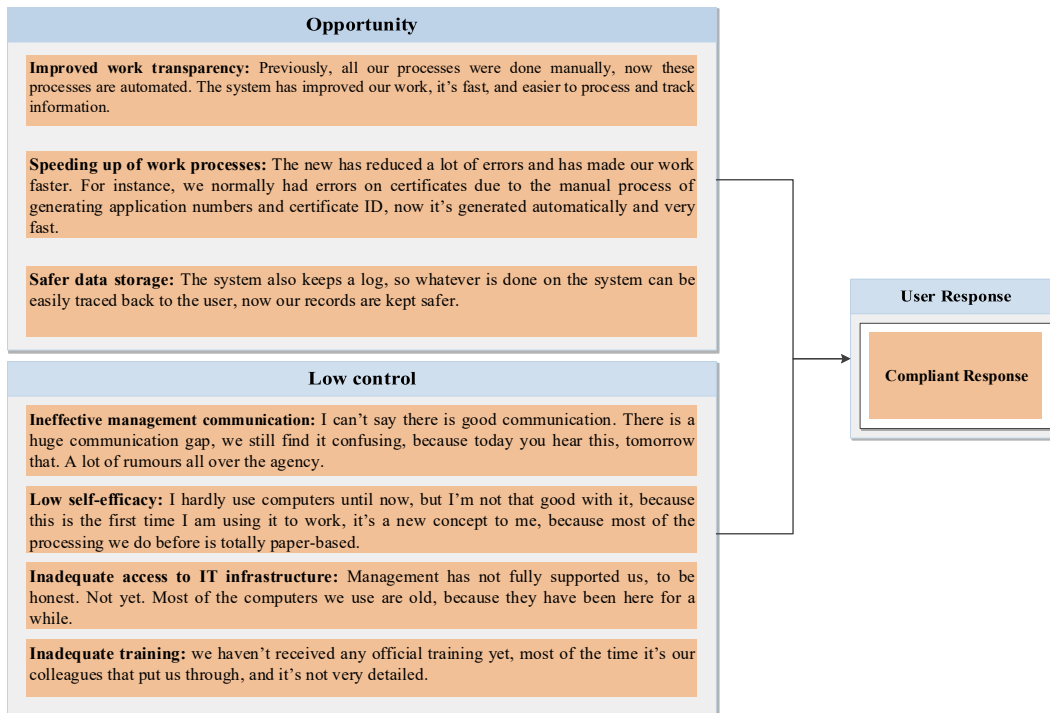 Opportunity
Improved work transparency: Previously, all our processes were done manually, now these
processes are automated. The system has improved our work, it’s fast, and easier to process and track
information.
Speeding up of work processes: The new has reduced a lot of errors and has made our work
faster. For instance, we normally had errors on certificates due to the manual process of
generating application numbers and certificate ID, now it’s generated automatically and very
fast.
Safer data storage: The system also keeps a log, so whatever is done on the system can be
easily traced back to the user, now our records are kept safer.
Low control
Ineffective management communication: I can’t say there is good communication. There is a
huge communication gap, we still find it confusing, because today you hear this, tomorrow
that. A lot of rumours all over the agency.
Low self-efficacy: I hardly use computers until now, but I’m not that good with it, because
this is the first time I am using it to work, it’s a new concept to me, because most of the
processing we do before is totally paper-based.
Inadequate access to IT infrastructure: Management has not fully supported us, to be
honest. Not yet. Most of the computers we use are old, because they have been here for a
while.
Inadequate training: we haven’t received any official training yet, most of the time it’s our
colleagues that put us through, and it’s not very detailed.
User Response
Compliant Response